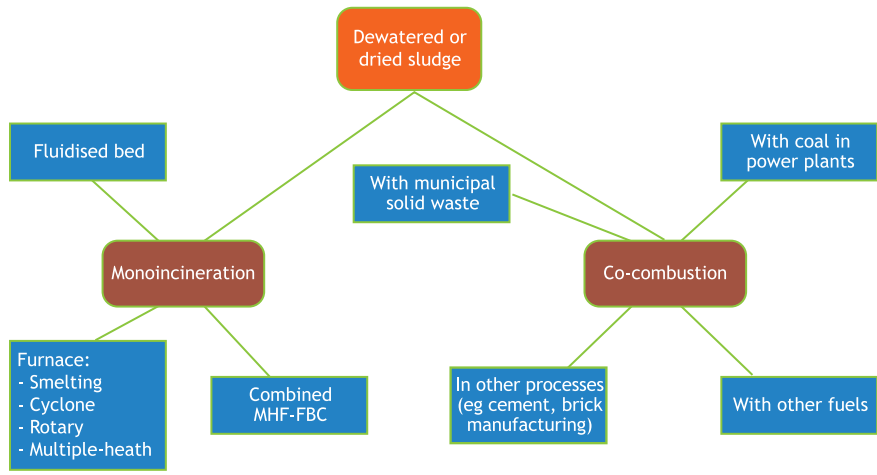 Dewatered or
dried sludge
Fluidised bed
With municipal
solid waste
With coal in
power plants
Monoincineration
Co-combustion
Furnace:
- Smelting
- Cyclone
- Rotary
- Multiple-heath
Combined
MHF-FBC
In other processes
(eg cement, brick
manufacturing)
With other fuels